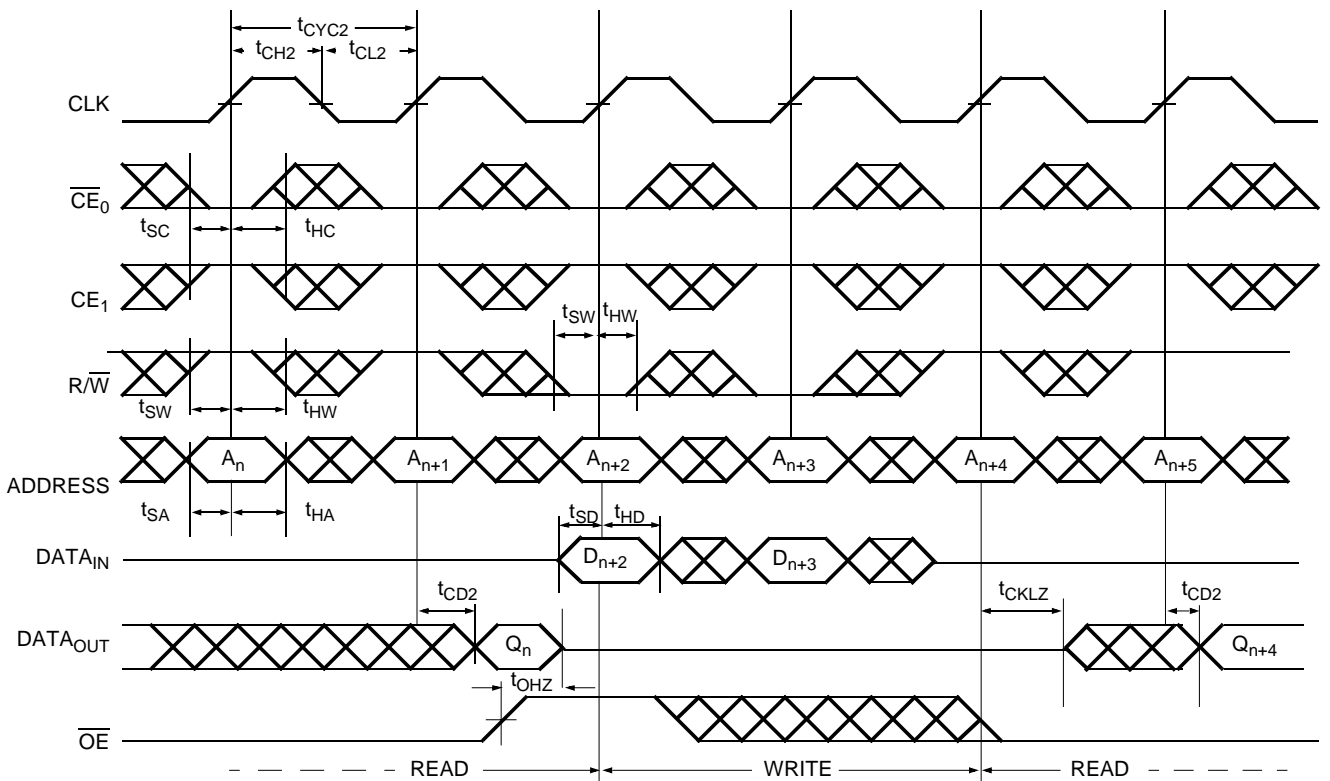 tCYC2
tCH2 tCL2
CLK
CE0
tSC tHC
CE1
tSW tHW
R/W
tSW tHW
An An+1 An+2 An+3 An+4 An+5
ADDRESS
tSA tHA tSD tHD
DATAIN Dn+2 Dn+3
tCD2 tCKLZ tCD2
DATAOUT Qn Qn+4
tOHZ
OE
READ WRITE READ